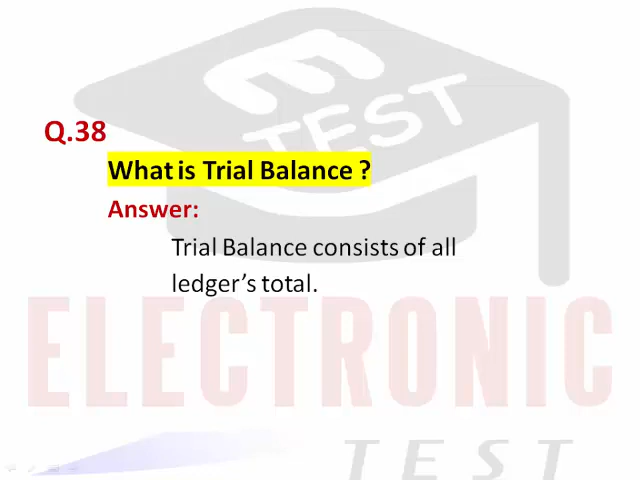 E
TEST
Q.38
What is Trial Balance ?
Answer:
Trial Balance consists of all
ledger's total.
ELECTRONIC
TEST